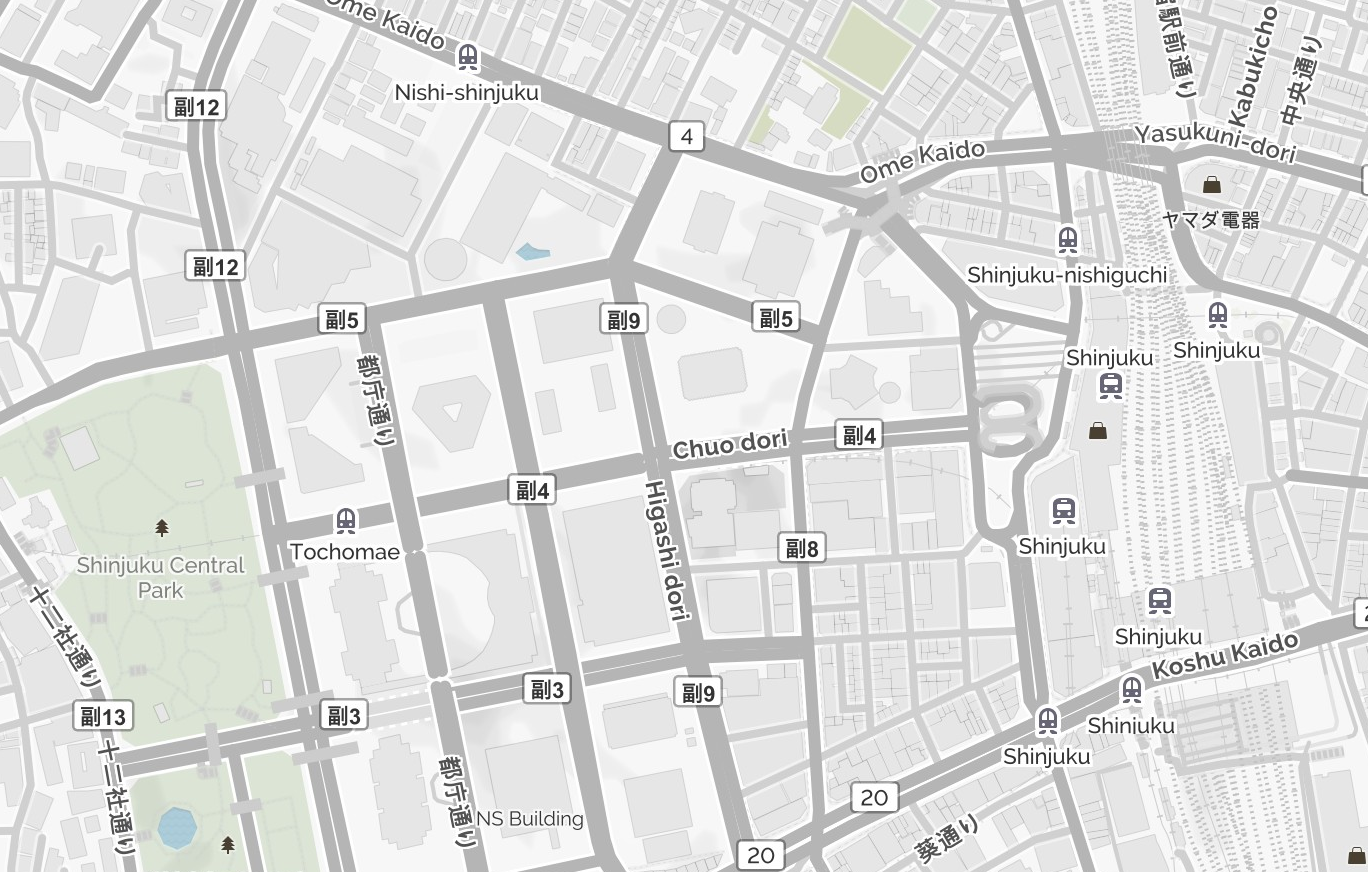 Ome Kaido
Nishi-shinjuku
副12
4
Ome Kaido
Yasukuni-dori
Kabukicho
中央通り
駅前通り
ヤマダ電器
副12
Shinjuku-nishiguchi
副5
副9
副5
Shinjuku
Shinjuku
都庁通り
Chuo dori
副4
副4
Higashi dori
Tochomae
Shinjuku Central
Park
副8
Shinjuku
十二社通り
Shinjuku
Koshu Kaido
副3
副9
副13
副3
Shinjuku
Shinjuku
十二社通り
都庁通り
NS Building
20
葵通り
20